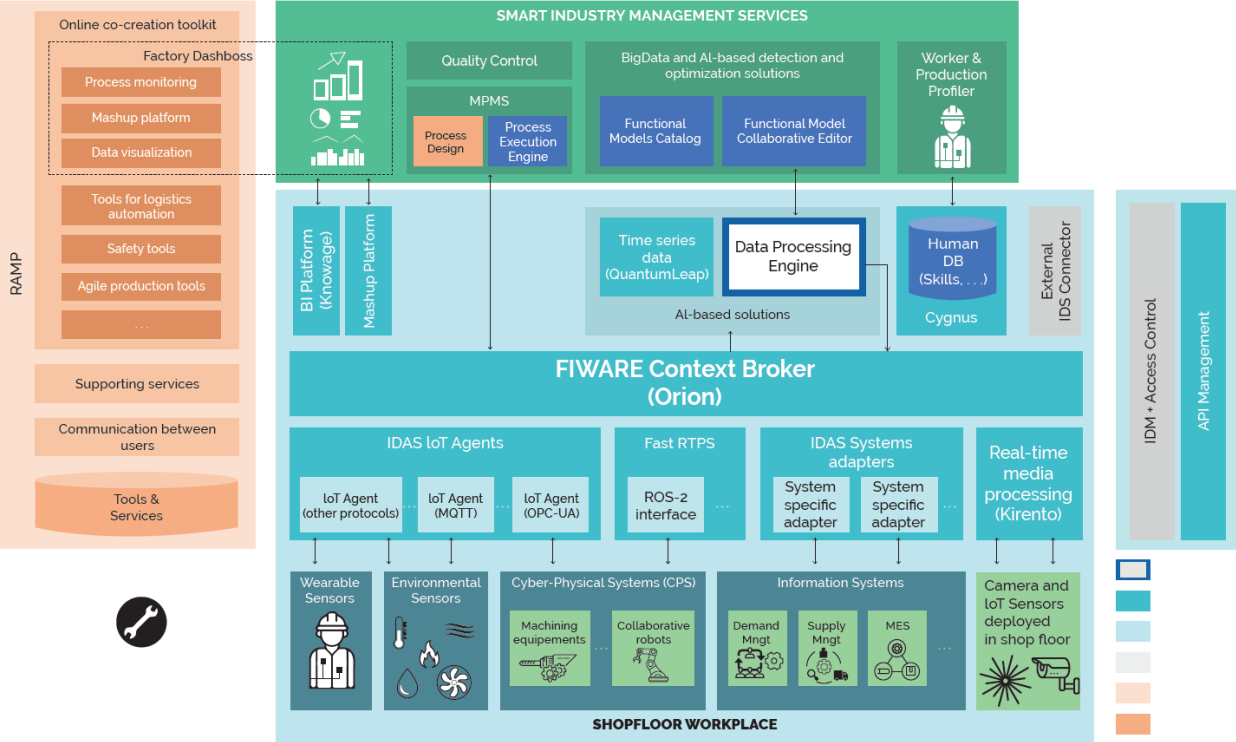 Online co-creation toolkit
Factory Dashboss
Process monitoring
Mashup platform
Data visualization
Tools for logistics
automation
Safety tools
Agile production tools
. . .
RAMP
Supporting services
Communication between
users
Tools &
Services
SMART INDUSTRY MANAGEMENT SERVICES
Quality Control
MPMS
Process
Design
Process
Execution
Engine
BigData and AI-based detection and
optimization solutions
Functional
Models Catalog
Functional Model
Collaborative Editor
Worker &
Production
Profiler
BI Platform
(Knowage)
Mashup Platform
Time series
data
(QuantumLeap)
Data Processing
Engine
AI-based solutions
Human
DB
(Skills, . . .)
Cygnus
External
IDS Connector
IDM + Access Control
API Management
FIWARE Context Broker
(Orion)
IDAS loT Agents
loT Agent
(other protocols)
...
loT Agent
(MQTT)
...
loT Agent
(OPC-UA)
Fast RTPS
ROS-2
interface
...
IDAS Systems
adapters
System
specific
adapter
System
specific
adapter
...
Real-time
media
processing
(Kirento)
Wearable
Sensors
Environmental
Sensors
Cyber-Physical Systems (CPS)
Machining
equipements
...
Collaborative
robots
Information Systems
Demand
Mngt
Supply
Mngt
MES
...
Camera and
loT Sensors
deployed
in shop floor
SHOPFLOOR WORKPLACE